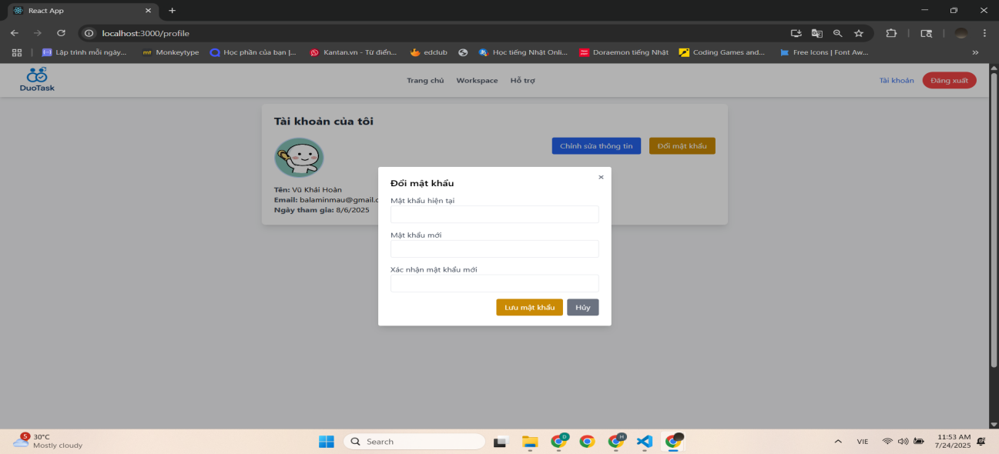 React App
localhost:3000/profile
Lập trình mỗi ngày...
mt Monkeytype
Học phần của bạn |...
Kantan.vn - Từ điển...
edclub
Học tiếng Nhật Onli...
Doraemon tiếng Nhật
Coding Games and...
Free Icons | Font Aw...
DuoTask
Trang chủ
Workspace
Hỗ trợ
Tài khoản
Đăng xuất
Tài khoản của tôi
Chỉnh sửa thông tin
Đổi mật khẩu
Tên: Vũ Khải Hoàn
Email: balaminmau@gmail.c
Ngày tham gia: 8/6/2025
Đổi mật khẩu
Mật khẩu hiện tại
Mật khẩu mới
Xác nhận mật khẩu mới
Lưu mật khẩu
Hủy
5
30°C
Mostly cloudy
Search
D
H
VIE
11:53 AM
7/24/2025